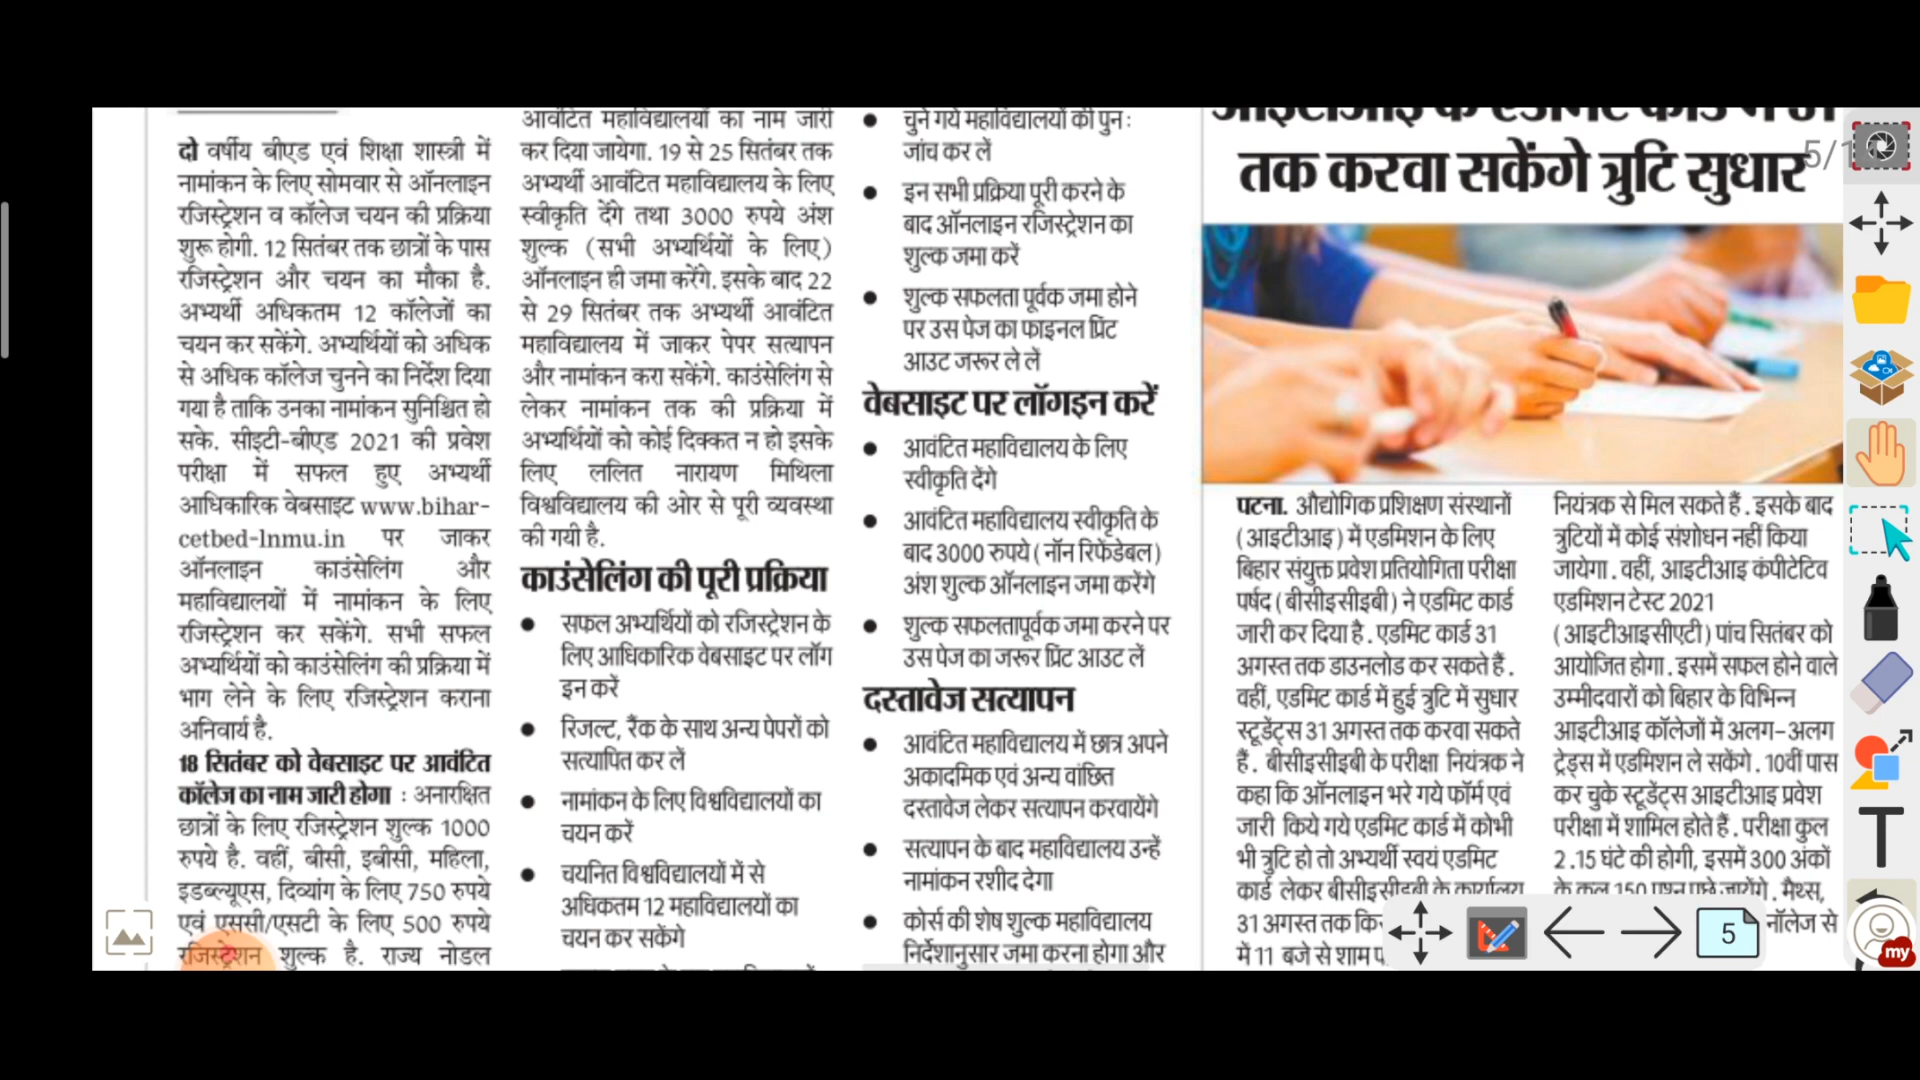 दो वर्षीय बीएड एवं शिक्षा शास्त्री में
नामांकन के लिए सोमवार से ऑनलाइन
रजिस्ट्रेशन व कॉलेज चयन की प्रक्रिया
शुरू होगी. 12 सितंबर तक छात्रों के पास
रजिस्ट्रेशन और चयन का मौका है.
अभ्यर्थी अधिकतम 12 कॉलेजों का
चयन कर सकेंगे. अभ्यर्थियों को अधिक
से अधिक कॉलेज चुनने का निर्देश दिया
गया है ताकि उनका नामांकन सुनिश्चित हो
सके. सीइटी-बीएड 2021 की प्रवेश
परीक्षा में सफल हुए अभ्यर्थी
आधिकारिक वेबसाइट www.bihar-
cetbed-lnmu.in पर जाकर
ऑनलाइन काउंसेलिंग और
महाविद्यालयों में नामांकन के लिए
रजिस्ट्रेशन कर सकेंगे. सभी सफल
अभ्यर्थियों को काउंसेलिंग की प्रक्रिया में
भाग लेने के लिए रजिस्ट्रेशन कराना
अनिवार्य है.
18 सितंबर को वेबसाइट पर आवंटित
कॉलेज का नाम जारी होगा : अनारक्षित
छात्रों के लिए रजिस्ट्रेशन शुल्क 1000
रुपये है. वहीं, बीसी, इबीसी, महिला,
इडब्ल्यूएस, दिव्यांग के लिए 750 रुपये
एवं एससी/एसटी के लिए 500 रुपये
रजिस्ट्रेशन शुल्क है. राज्य नोडल
आवंटित महाविद्यालयों का नाम जारी
कर दिया जायेगा. 19 से 25 सितंबर तक
अभ्यर्थी आवंटित महाविद्यालय के लिए
स्वीकृति देंगे तथा 3000 रुपये अंश
शुल्क (सभी अभ्यर्थियों के लिए)
ऑनलाइन ही जमा करेंगे. इसके बाद 22
से 29 सितंबर तक अभ्यर्थी आवंटित
महाविद्यालय में जाकर पेपर सत्यापन
और नामांकन करा सकेंगे. काउंसेलिंग से
लेकर नामांकन तक की प्रक्रिया में
अभ्यर्थियों को कोई दिक्कत न हो इसके
लिए ललित नारायण मिथिला
विश्वविद्यालय की ओर से पूरी व्यवस्था
की गयी है.
काउंसेलिंग की पूरी प्रक्रिया
● सफल अभ्यर्थियों को रजिस्ट्रेशन के
लिए आधिकारिक वेबसाइट पर लॉग
इन करें
● रिजल्ट, रैंक के साथ अन्य पेपरों को
सत्यापित कर लें
● नामांकन के लिए विश्वविद्यालयों का
चयन करें
● चयनित विश्वविद्यालयों में से
अधिकतम 12 महाविद्यालयों का
चयन कर सकेंगे
● चुने गये महाविद्यालयों की पुन:
जांच कर लें
● इन सभी प्रक्रिया पूरी करने के
बाद ऑनलाइन रजिस्ट्रेशन का
शुल्क जमा करें
● शुल्क सफलता पूर्वक जमा होने
पर उस पेज का फाइनल प्रिंट
आउट जरूर ले लें
वेबसाइट पर लॉगइन करें
● आवंटित महाविद्यालय के लिए
स्वीकृति देंगे
● आवंटित महाविद्यालय स्वीकृति के
बाद 3000 रुपये (नॉन रिफेंडेबल)
अंश शुल्क ऑनलाइन जमा करेंगे
● शुल्क सफलतापूर्वक जमा करने पर
उस पेज का जरूर प्रिंट आउट लें
दस्तावेज सत्यापन
● आवंटित महाविद्यालय में छात्र अपने
अकादमिक एवं अन्य वांछित
दस्तावेज लेकर सत्यापन करवायेंगे
● सत्यापन के बाद महाविद्यालय उन्हें
नामांकन रशीद देगा
● कोर्स की शेष शुल्क महाविद्यालय
निर्देशानुसार जमा करना होगा और
आइटीआइ के एडमिट कार्ड में 31
तक करवा सकेंगे त्रुटि सुधार
पटना. औद्योगिक प्रशिक्षण संस्थानों
(आइटीआइ) में एडमिशन के लिए
बिहार संयुक्त प्रवेश प्रतियोगिता परीक्षा
पर्षद (बीसीइसीइबी) ने एडमिट कार्ड
जारी कर दिया है. एडमिट कार्ड 31
अगस्त तक डाउनलोड कर सकते हैं.
वहीं, एडमिट कार्ड में हुई त्रुटि में सुधार
स्टूडेंट्स 31 अगस्त तक करवा सकते
हैं. बीसीइसीइबी के परीक्षा नियंत्रक ने
कहा कि ऑनलाइन भरे गये फॉर्म एवं
जारी किये गये एडमिट कार्ड में कोभी
भी त्रुटि हो तो अभ्यर्थी स्वयं एडमिट
कार्ड लेकर बीसीइसीइबी के कार्यालय
31 अगस्त तक
में 11 बजे से शाम
नियंत्रक से मिल सकते हैं. इसके बाद
त्रुटियों में कोई संशोधन नहीं किया
जायेगा. वहीं, आइटीआइ कंपीटेटिव
एडमिशन टेस्ट 2021
(आइटीआइसीएटी) पांच सितंबर को
आयोजित होगा. इसमें सफल होने वाले
उम्मीदवारों को बिहार के विभिन्न
आइटीआइ कॉलेजों में अलग-अलग
ट्रेड्स में एडमिशन ले सकेंगे. 10वीं पास
कर चुके स्टूडेंट्स आइटीआइ प्रवेश
परीक्षा में शामिल होते हैं. परीक्षा कुल
2.15 घंटे की होगी, इसमें 300 अंकों
के कुल 150 प्रश्न पूछे जायेंगे. मैथ्स,
नॉलेज से
5/1
5
T
my